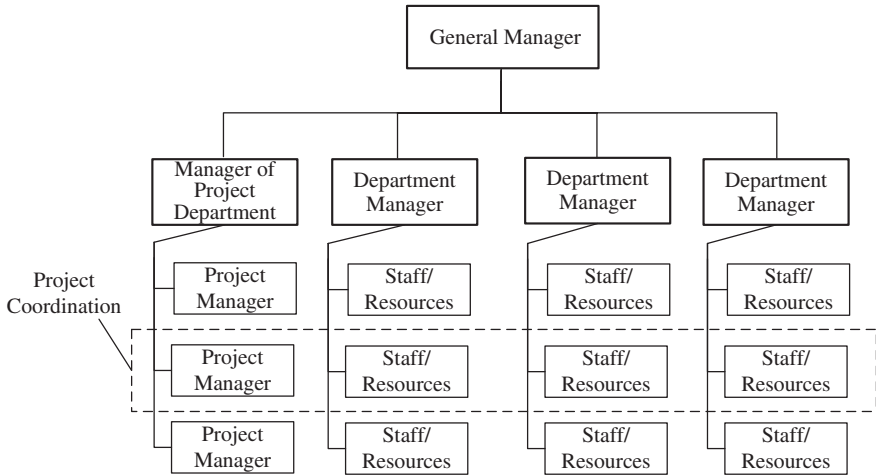 General Manager
Manager of
Project
Department
Department
Manager
Department
Manager
Department
Manager
Project
Coordination
Project
Manager
Staff/
Resources
Staff/
Resources
Staff/
Resources
Project
Manager
Staff/
Resources
Staff/
Resources
Staff/
Resources
Project
Manager
Staff/
Resources
Staff/
Resources
Staff/
Resources